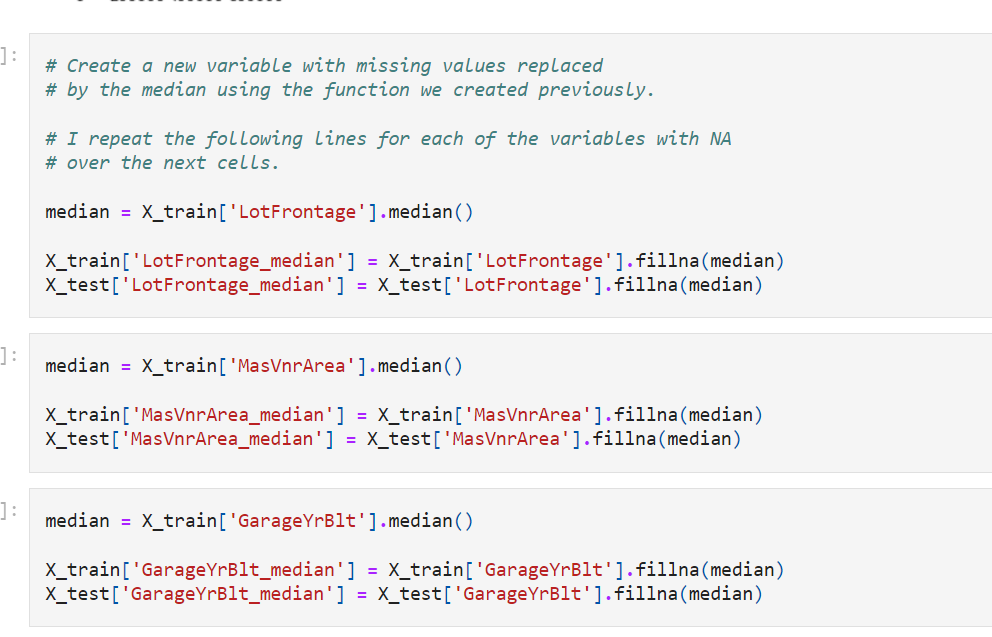 ]:
# Create a new variable with missing values replaced
# by the median using the function we created previously.
# I repeat the following lines for each of the variables with NA
# over the next cells.
median = X_train['LotFrontage'].median()
X_train['LotFrontage_median'] = X_train['LotFrontage'].fillna(median)
X_test['LotFrontage_median'] = X_test['LotFrontage'].fillna(median)
]:
median = X_train['MasVnrArea'].median()
X_train['MasVnrArea_median'] = X_train['MasVnrArea'].fillna(median)
X_test['MasVnrArea_median'] = X_test['MasVnrArea'].fillna(median)
]:
median = X_train['GarageYrBlt'].median()
X_train['GarageYrBlt_median'] = X_train['GarageYrBlt'].fillna(median)
X_test['GarageYrBlt_median'] = X_test['GarageYrBlt'].fillna(median)